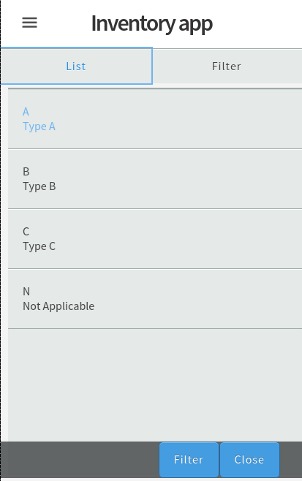 Inventory app
List
Filter
A
Type A
B
Type B
C
Type C
N
Not Applicable
Filter
Close